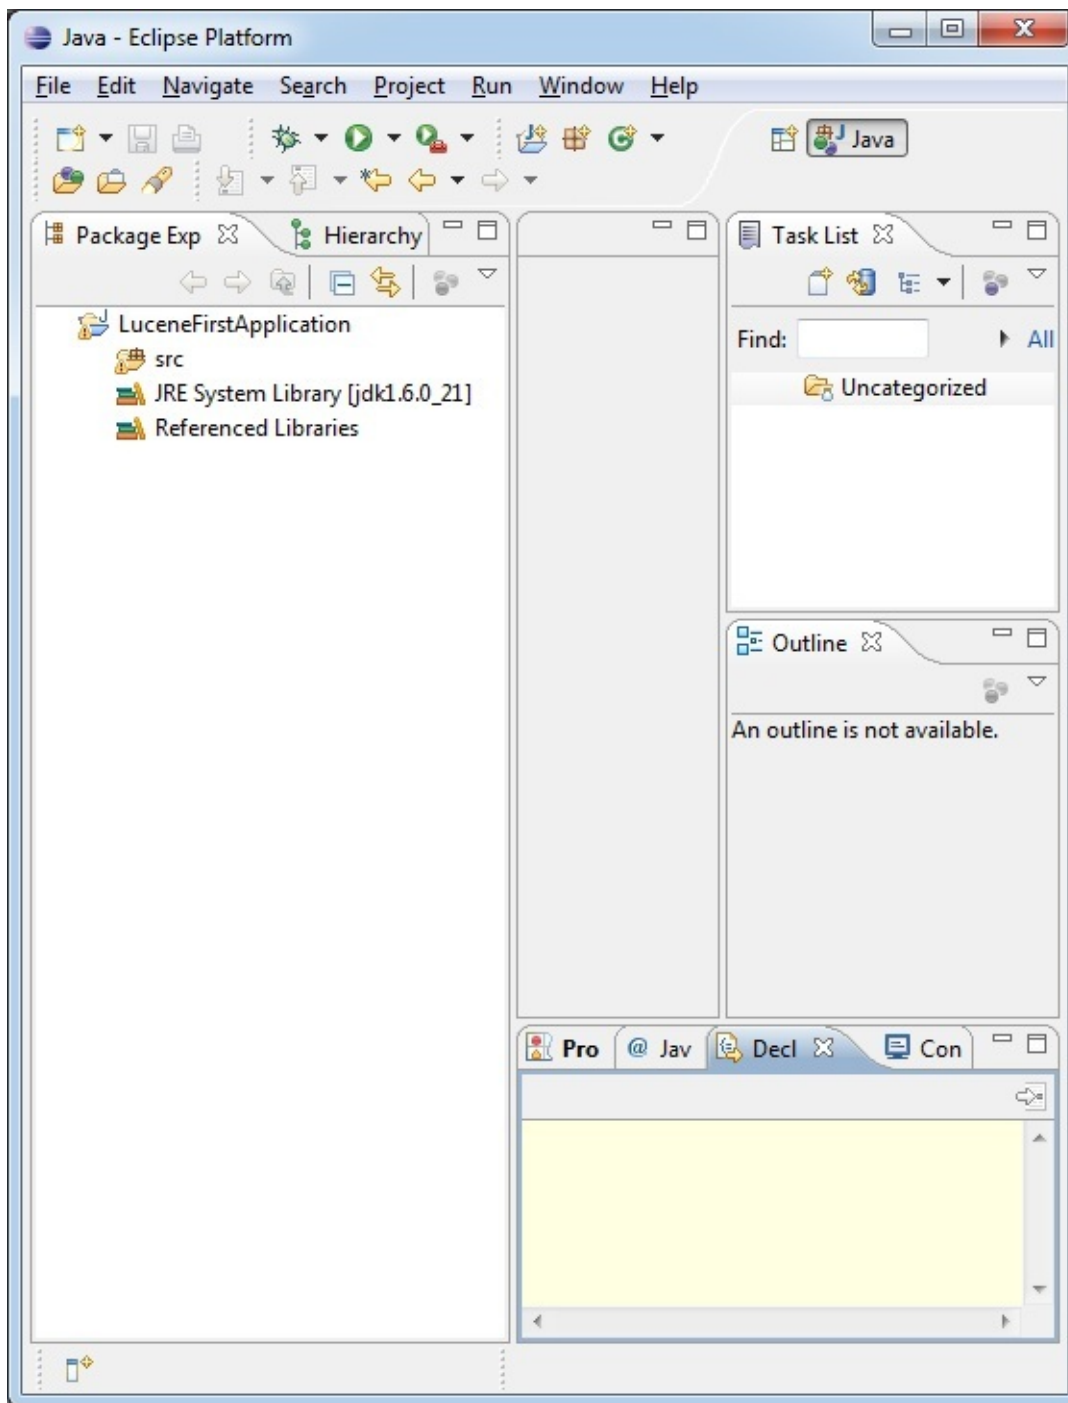 Java - Eclipse Platform
File Edit Navigate Search Project Run Window Help
Java
Package Exp Hierarchy
LuceneFirstApplication
src
JRE System Library [jdk1.6.0_21]
Referenced Libraries
Task List
Find: All
Uncategorized
Outline
An outline is not available.
Pro @ Jav Decl Con